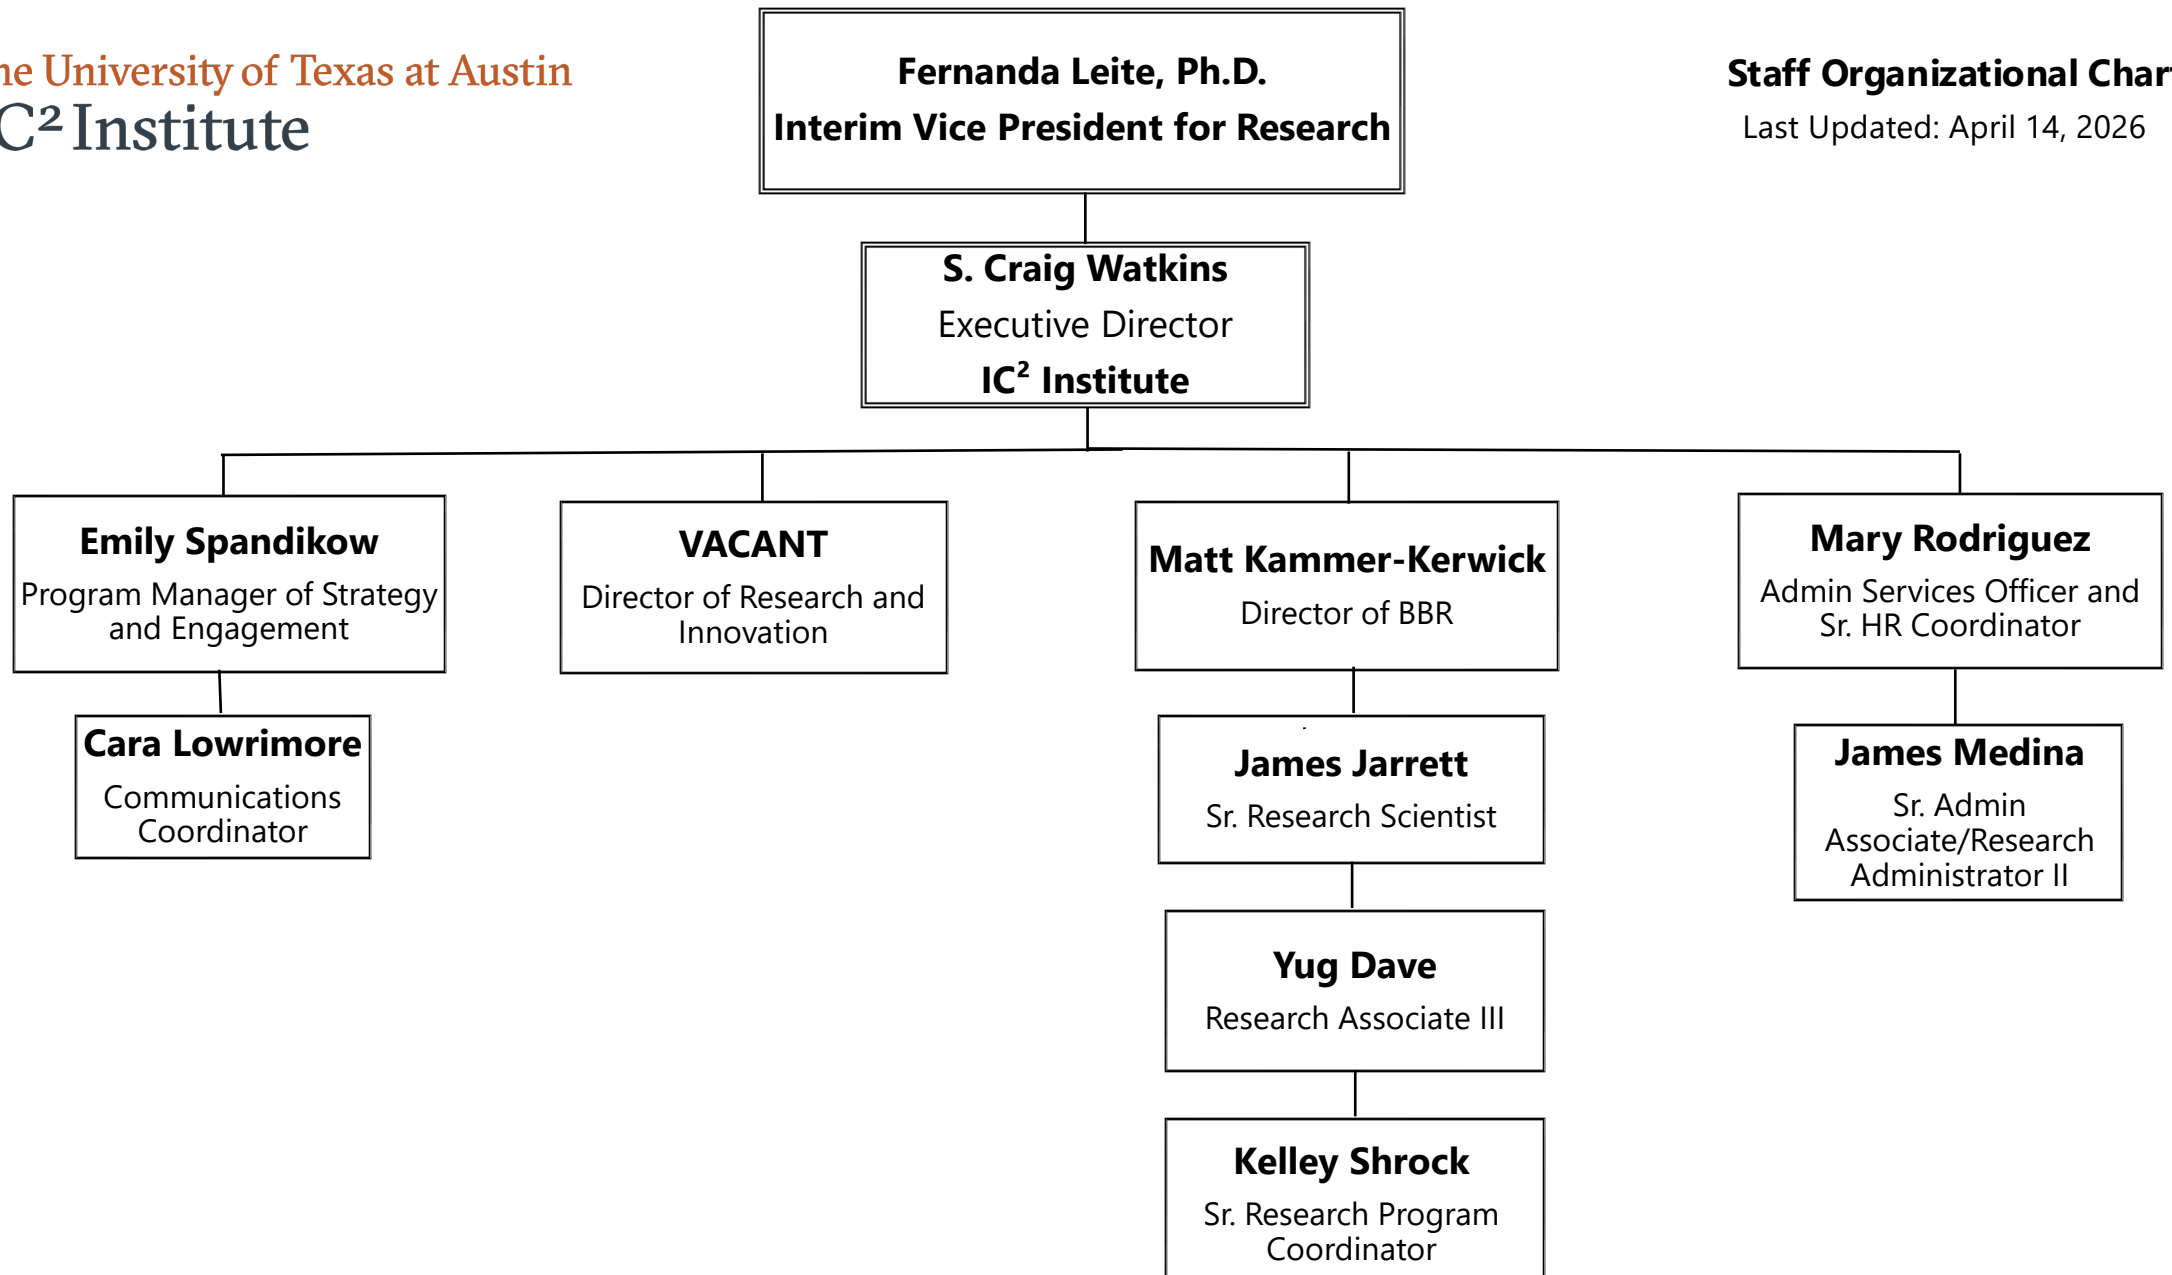 he University of Texas at Austin
C² Institute
Fernanda Leite, Ph.D.
Interim Vice President for Research
Staff Organizational Chart
Last Updated: April 14, 2026
S. Craig Watkins
Executive Director
IC² Institute
Emily Spandikow
Program Manager of Strategy
and Engagement
VACANT
Director of Research and
Innovation
Matt Kammer-Kerwick
Director of BBR
Mary Rodriguez
Admin Services Officer and
Sr. HR Coordinator
Cara Lowrimore
Communications
Coordinator
James Jarrett
Sr. Research Scientist
James Medina
Sr. Admin
Associate/Research
Administrator II
Yug Dave
Research Associate III
Kelley Shrock
Sr. Research Program
Coordinator